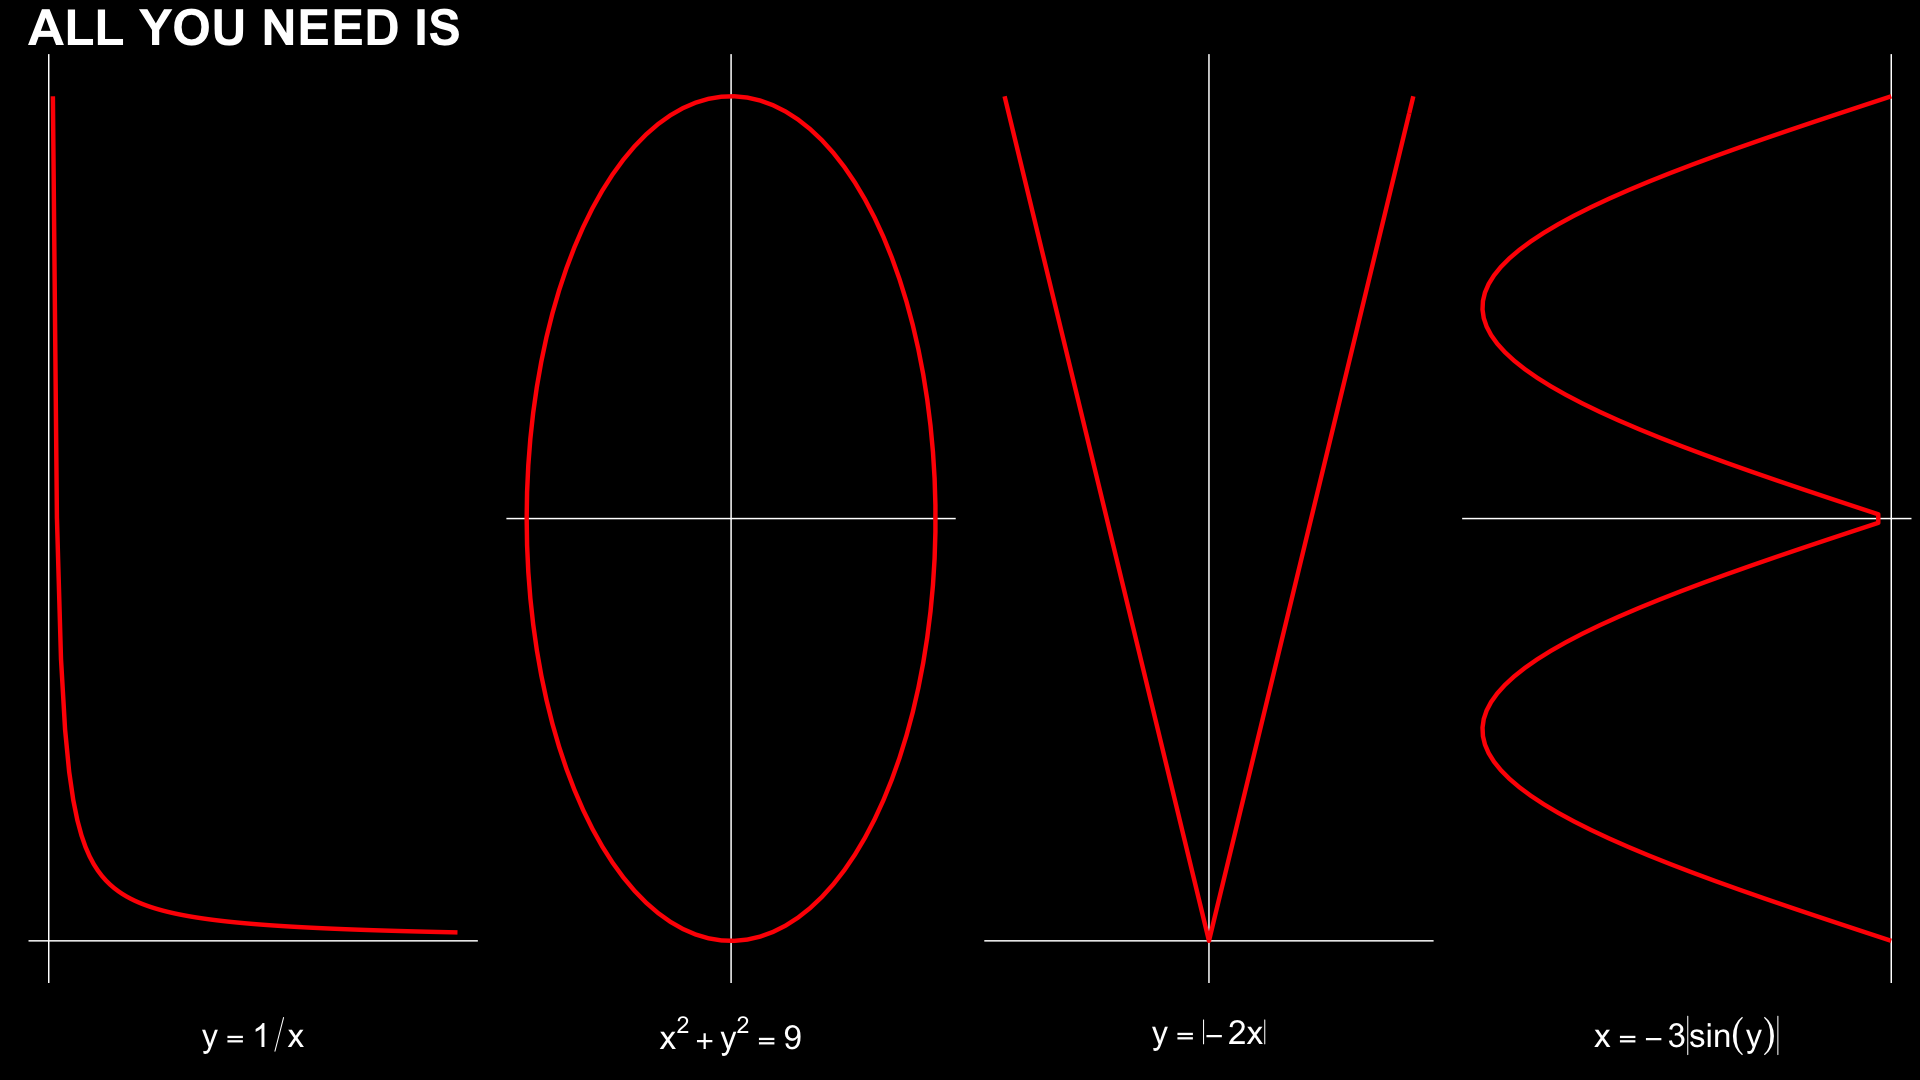 ALL YOU NEED IS
y = 1/x
x² + y² = 9
y = |− 2x|
x = − 3|sin(y)|